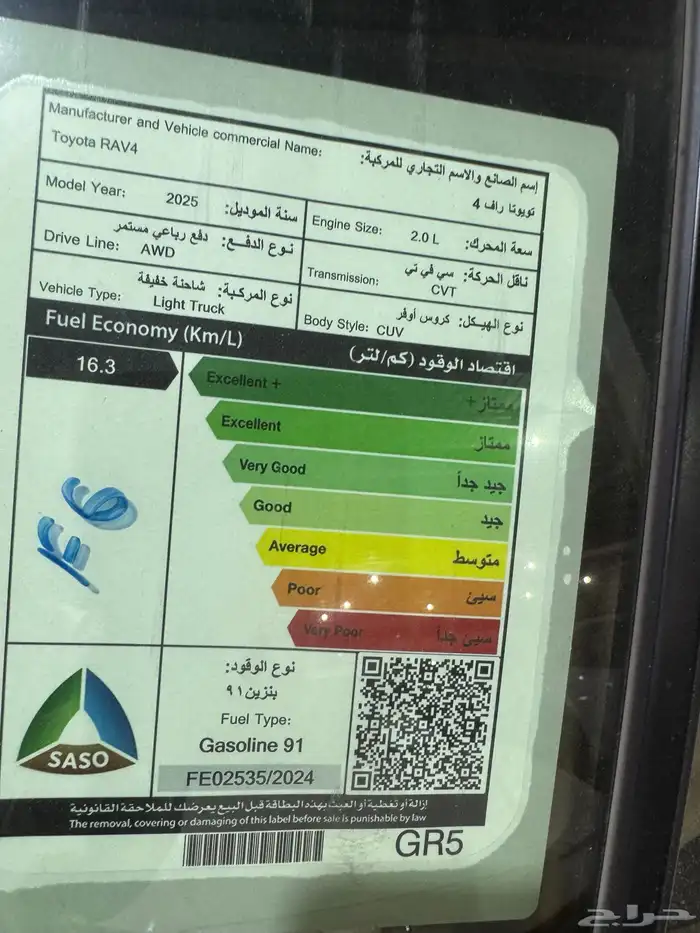 Manufacturer and Vehicle commercial Name:
إسم الصانع والاسم التجاري للمركبة:
Toyota RAV4
تويوتا راف 4
Model Year: 2025 سنة الموديل:
Engine Size: 2.0 L سعة المحرك:
Drive Line: دفع رباعي مستمر نوع الدفع:
AWD
Transmission: سي في تي ناقل الحركة:
CVT
Vehicle Type: شاحنة خفيفة نوع المركبة:
Light Truck
Body Style: كروس أوفر نوع الهيكل:
CUV
Fuel Economy (Km/L)
اقتصاد الوقود (كم/لتر)
16.3
Excellent + ممتاز+
Excellent ممتاز
Very Good جيد جداً
Good جيد
Average متوسط
Poor سيئ
Very Poor سيئ جداً
SASO
نوع الوقود:
بنزين ٩١
Fuel Type:
Gasoline 91
FE02535/2024
إزالة أو تغطية أو العبث بهذه البطاقة قبل البيع يعرضك للملاحقة القانونية
The removal, covering or damaging of this label before sale is punishable by law
GR5
حراج